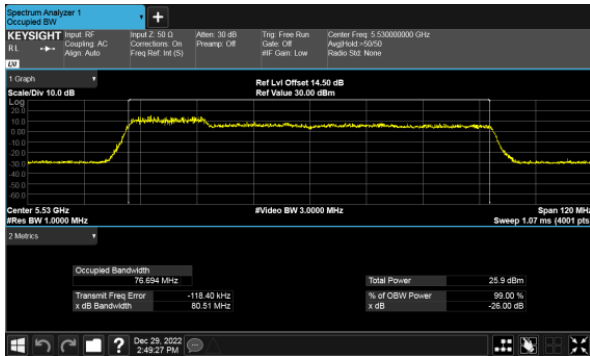 Spectrum Analyzer 1
Occupied BW
KEYSIGHT Input: RF Input Z: 50 Ω Atten: 30 dB Trig: Free Run Center Freq: 5.530000000 GHz
RL Coupling: AC Corrections: On Preamp: Off Gate: Off Avg|Hold:>50/50
Align: Auto Freq Ref: Int (S) #IF Gain: Low Radio Std: None
1 Graph
Scale/Div 10.0 dB Ref Lvl Offset 14.50 dB
Ref Value 30.00 dBm
Log
20.0
10.0
0.00
-10.0
-20.0
-30.0
-40.0
-50.0
-60.0
Center 5.53 GHz #Video BW 3.0000 MHz Span 120 MHz
#Res BW 1.0000 MHz Sweep 1.07 ms (4001 pts)
2 Metrics
Occupied Bandwidth
76.694 MHz Total Power 25.9 dBm
Transmit Freq Error -118.40 kHz % of OBW Power 99.00 %
x dB Bandwidth 80.51 MHz x dB -26.00 dB
Dec 29, 2022
2:49:27 PM